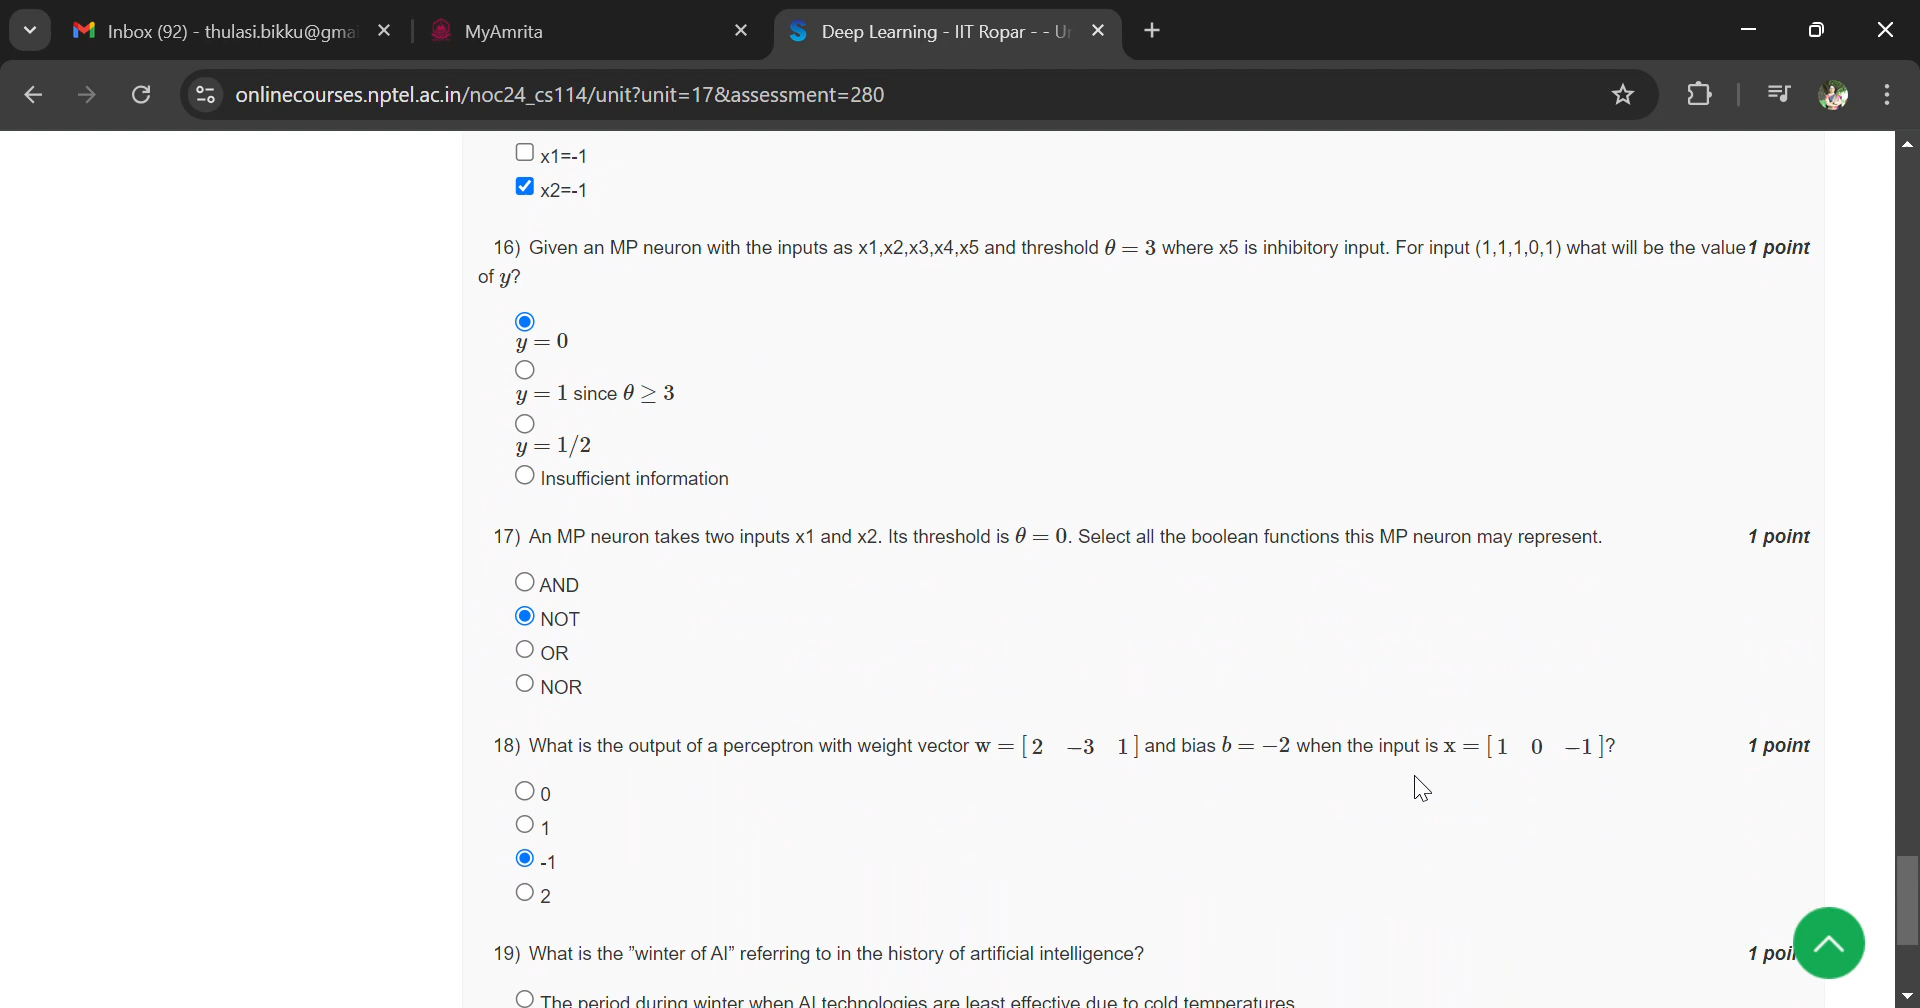 Inbox (92) - thulasi.bikku@gma
MyAmrita
Deep Learning - IIT Ropar - - Ur
onlinecourses.nptel.ac.in/noc24_cs114/unit?unit=17&assessment=280
x1=-1
x2=-1
16) Given an MP neuron with the inputs as x1,x2,x3,x4,x5 and threshold θ = 3 where x5 is inhibitory input. For input (1,1,1,0,1) what will be the value 1 point
of y?
y = 0
y = 1 since θ ≥ 3
y = 1/2
Insufficient information
17) An MP neuron takes two inputs x1 and x2. Its threshold is θ = 0. Select all the boolean functions this MP neuron may represent. 1 point
AND
NOT
OR
NOR
18) What is the output of a perceptron with weight vector w = [2 −3 1] and bias b = −2 when the input is x = [1 0 −1]? 1 point
0
1
-1
2
19) What is the ”winter of AI” referring to in the history of artificial intelligence? 1 poi
The period during winter when AI technologies are least effective due to cold temperatures